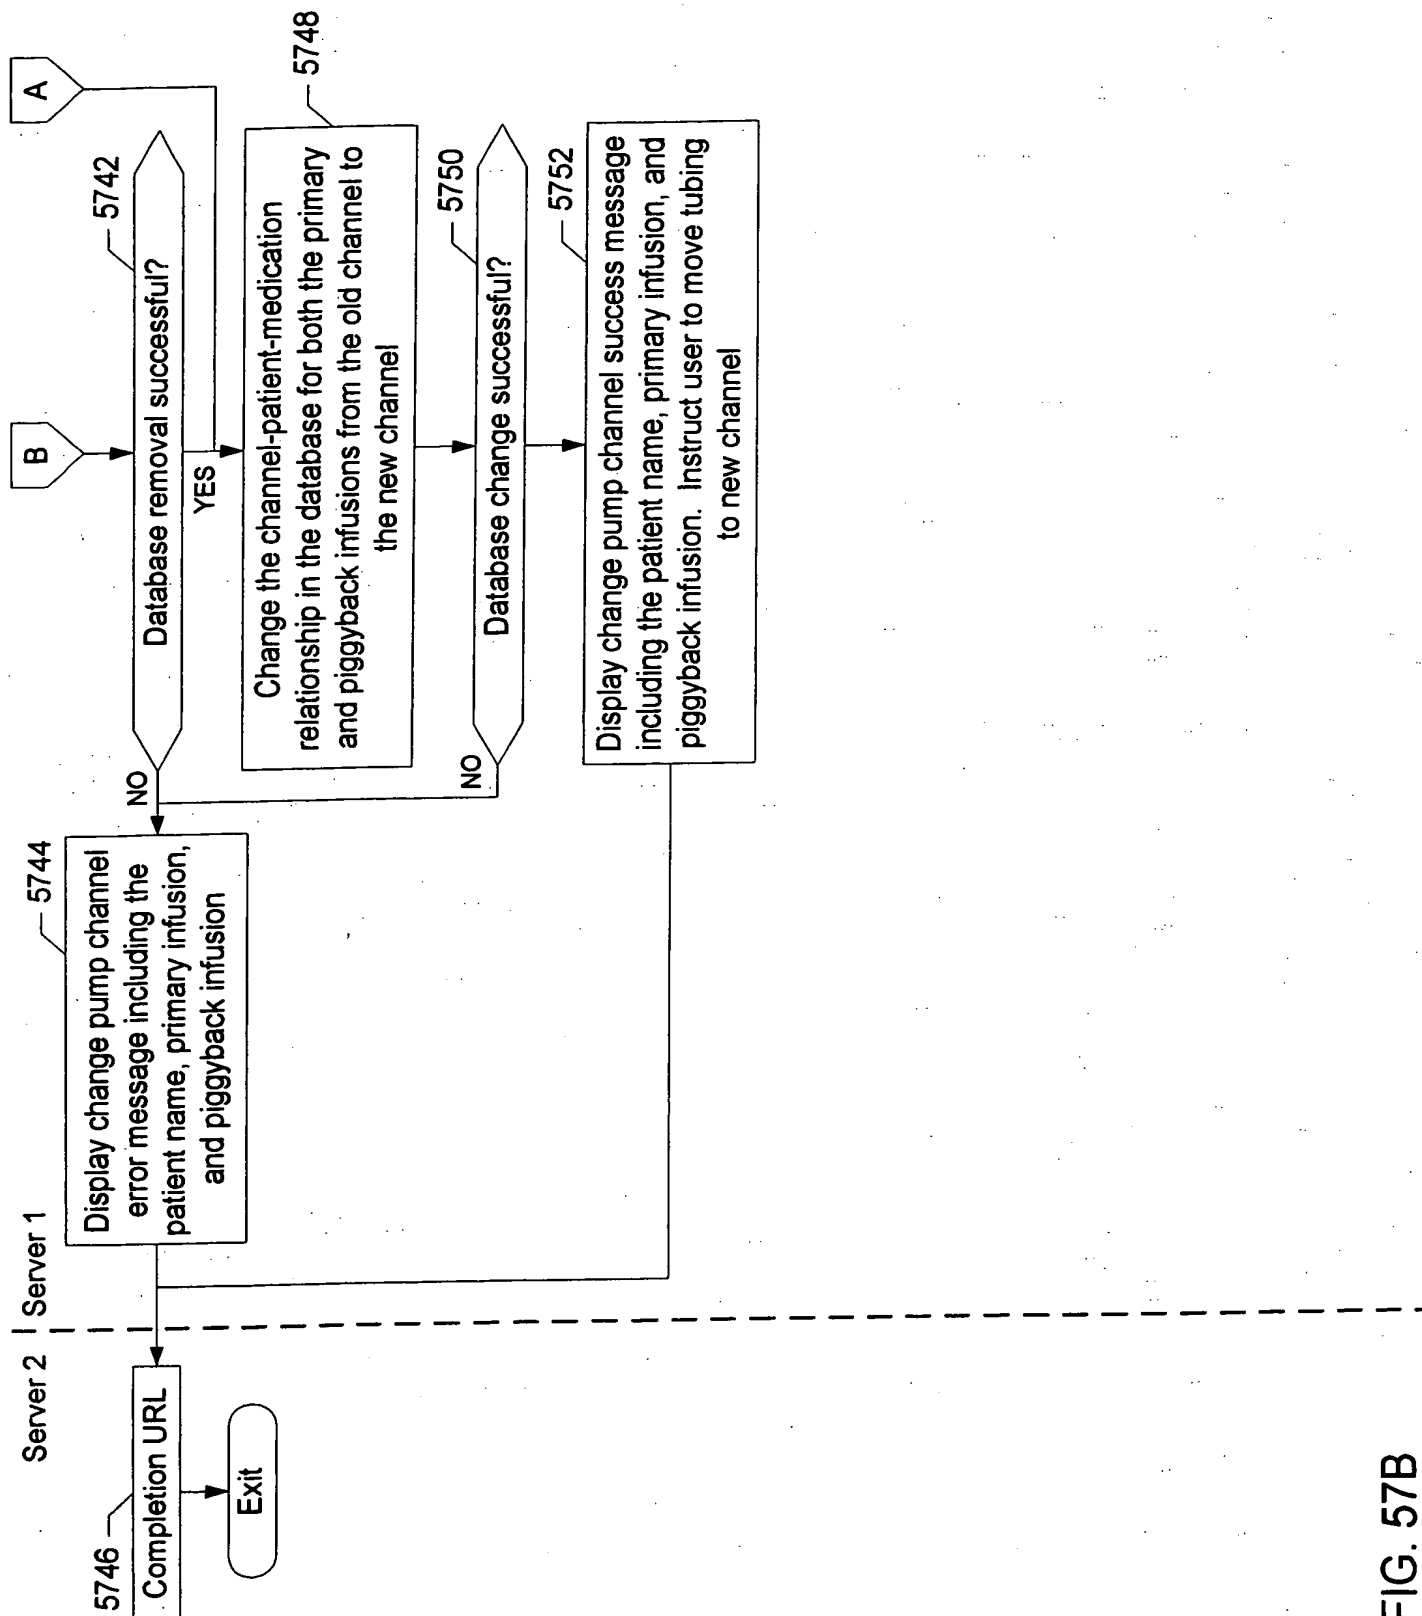 Server 2
Server 1
B
A
5742
Database removal successful?
NO
YES
5744
Display change pump channel
error message including the
patient name, primary infusion,
and piggyback infusion
5746
Completion URL
Exit
5748
Change the channel-patient-medication
relationship in the database for both the primary
and piggyback infusions from the old channel to
the new channel
5750
Database change successful?
NO
5752
Display change pump channel success message
including the patient name, primary infusion, and
piggyback infusion. Instruct user to move tubing
to new channel
FIG. 57B